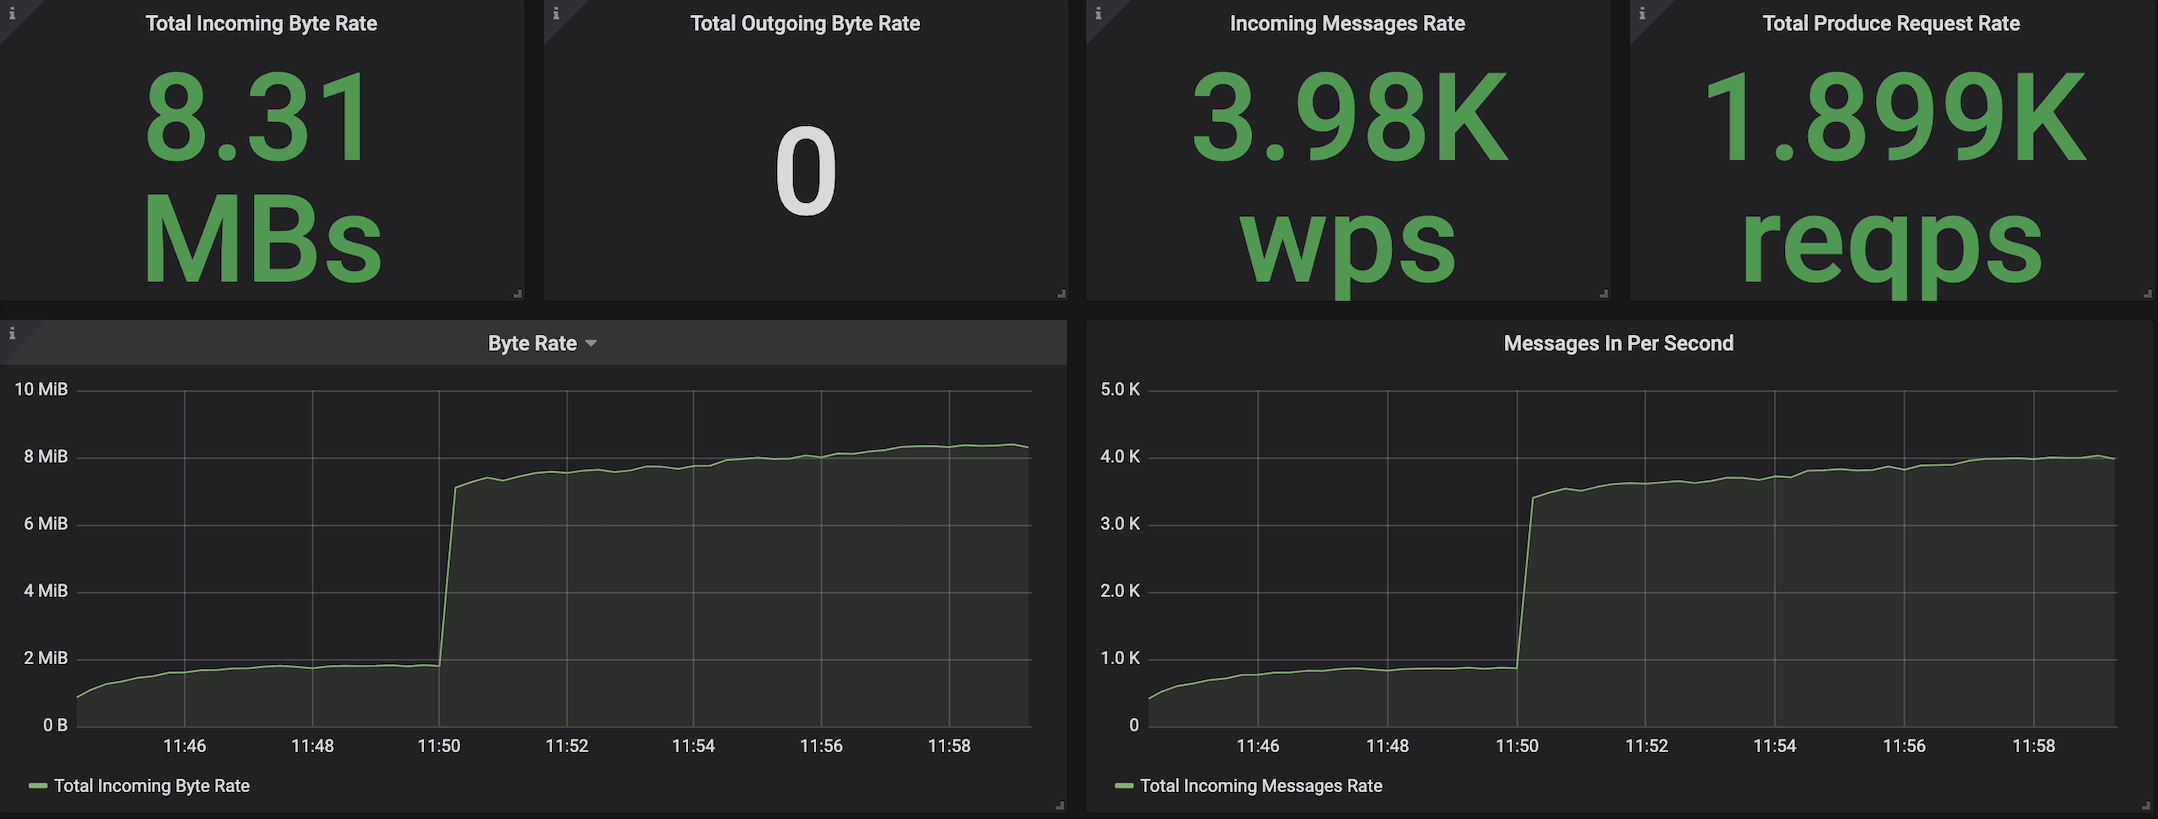 Total Incoming Byte Rate
8.31
MBs
Total Outgoing Byte Rate
0
Incoming Messages Rate
3.98K
wps
Total Produce Request Rate
1.899K
reqps
Byte Rate
10 MiB
8 MiB
6 MiB
4 MiB
2 MiB
0 B
11:46 11:48 11:50 11:52 11:54 11:56 11:58
Total Incoming Byte Rate
Messages In Per Second
5.0 K
4.0 K
3.0 K
2.0 K
1.0 K
0
11:46 11:48 11:50 11:52 11:54 11:56 11:58
Total Incoming Messages Rate